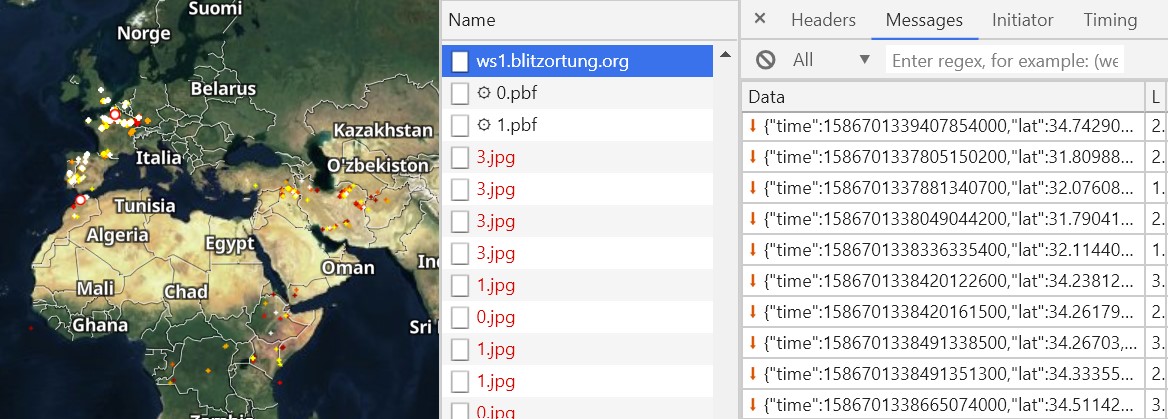 Suomi
Norge
Belarus
Kazakhstan
O'zbekiston
Italia
Tunisia
Algeria
Egypt
Oman
In
Mali
Chad
Ghana
Sri
Zambia
Name
ws1.blitzortung.org
0.pbf
1.pbf
3.jpg
3.jpg
3.jpg
3.jpg
1.jpg
0.jpg
1.jpg
1.jpg
0.jpg
× Headers Messages Initiator Timing
All ▼ Enter regex, for example: (we
Data L
{"time":1586701339407854000,"lat":34.74290... 2.
{"time":1586701337805150200,"lat":31.80988... 2.
{"time":1586701337881340700,"lat":32.07608... 1.
{"time":1586701338049044200,"lat":31.79041... 2.
{"time":1586701338336335400,"lat":32.11440... 1.
{"time":1586701338420122600,"lat":34.23812... 3.
{"time":1586701338420161500,"lat":34.26179... 2.
{"time":1586701338491338500,"lat":34.26703,... 3.
{"time":1586701338491351300,"lat":34.33355... 2.
{"time":1586701338665074000,"lat":34.51142... 3.